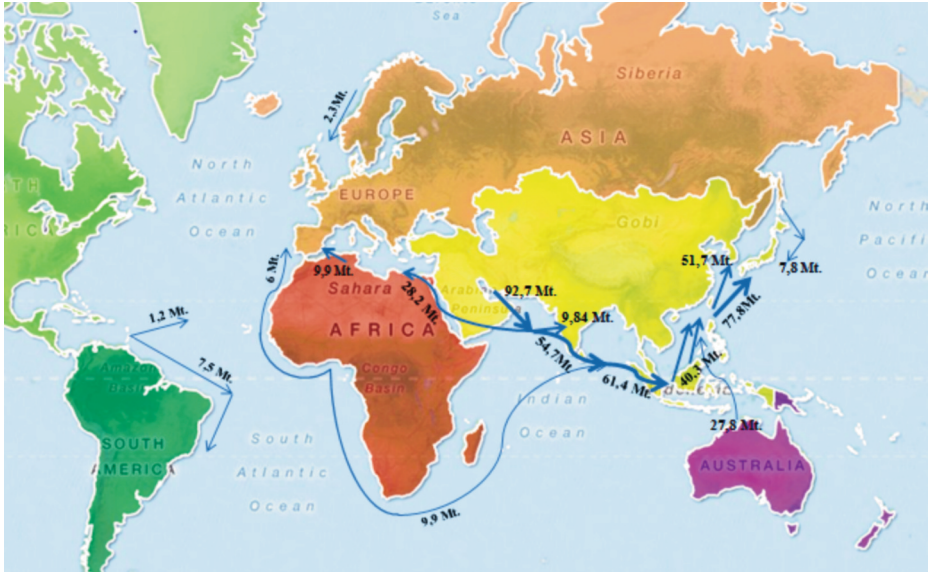 Sea
Siberia
2,3Mt.
ASIA
North
Atlantic
Ocean
EUROPE
North
Pacific
Ocean
Gobi
6 Mt.
9,9 Mt.
Sahara
28,2 Mt.
92,7 Mt.
Peninsula
51,7 Mt.
7,8 Mt.
77,8Mt.
1,2 Mt.
AFRICA
9,84 Mt.
54,7Mt.
7,5 Mt.
Amazon
Basin
Congo
Basin
61,4 Mt.
40,3 Mt.
Indian
Ocean
27,8 Mt.
SOUTH
AMERICA
South
Atlantic
Ocean
AUSTRALIA
9,9 Mt.